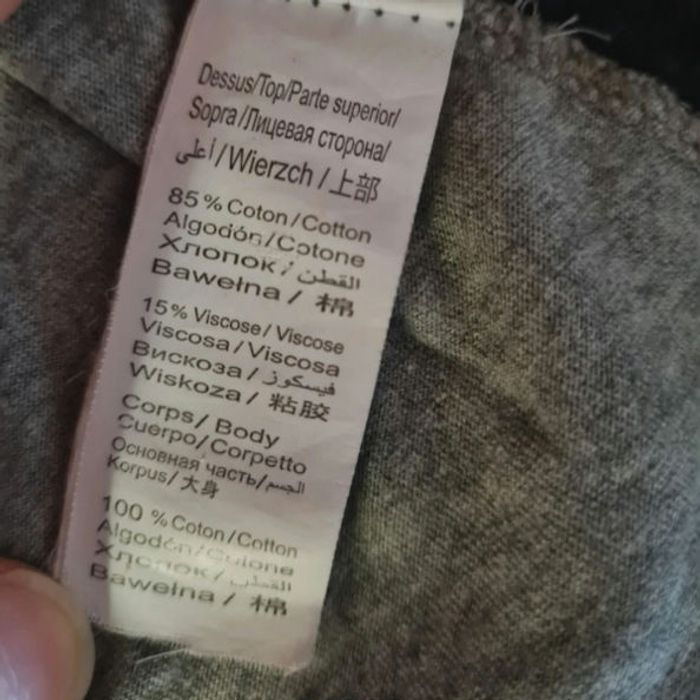 Dessus/Top/Parte superior/
Sopra/Лицевая сторона/
أعلى/Wierzch/上部
85 % Coton/Cotton
Algodón/Cotone
Хлопок/القطن
Bawełna/棉
15% Viscose/Viscose
Viscosa/Viscosa
Вискоза/فيسكوز
Wiskoza/粘胶
Corps/Body
Cuerpo/Corpetto
Основная часть/الجسم
Korpus/大身
100 % Coton/Cotton
Algodón/Cotone
Хлопок/القطن
Bawełna/棉